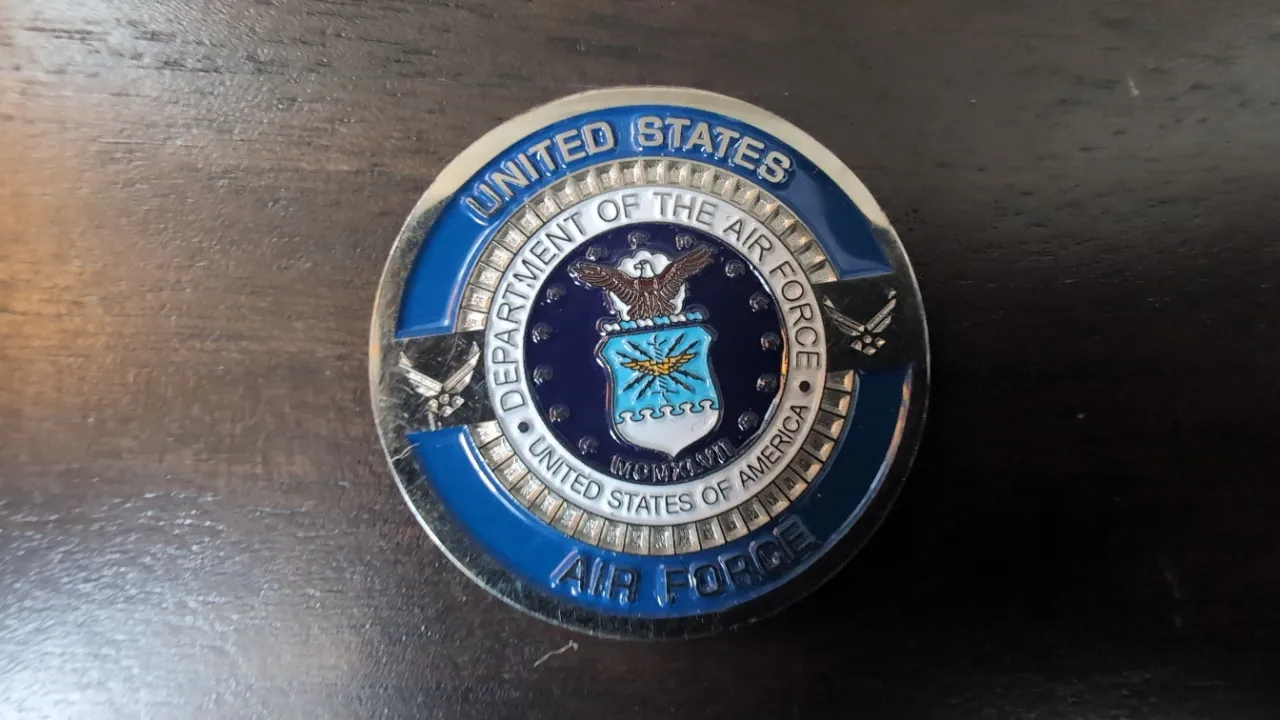 UNITED STATES
DEPARTMENT OF THE AIR FORCE
MCMXLVII
• UNITED STATES OF AMERICA •
AIR FORCE